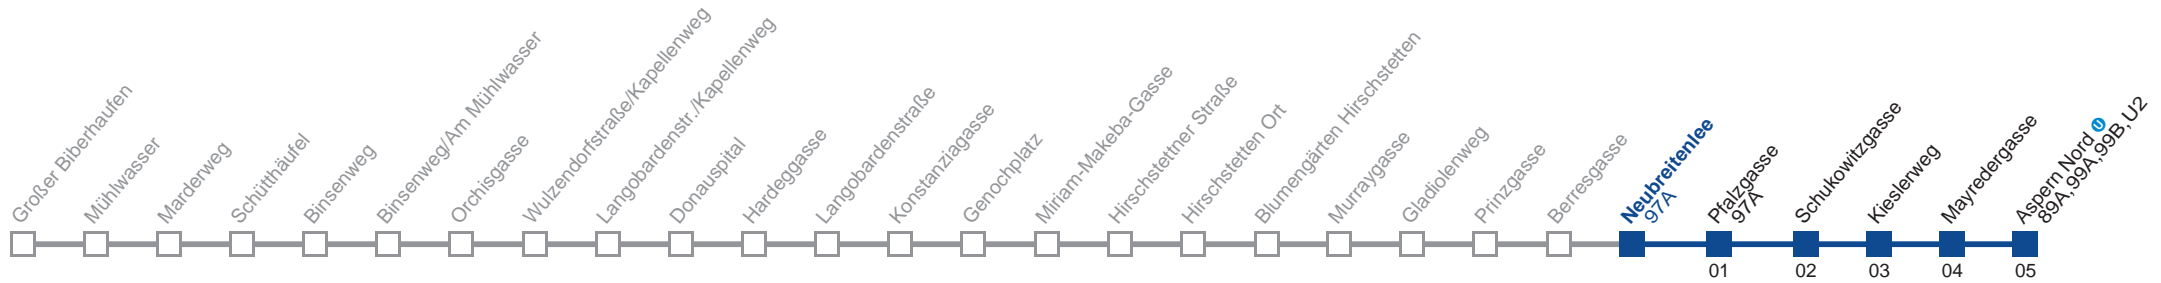 Großer Biberhaufen
Mühlwasser
Marderweg
Schütthäufel
Binsenweg
Binsenweg/Am Mühlwasser
Orchisgasse
Wulzendorfstraße/Kapellenweg
Langobardenstr./Kapellenweg
Donauspital
Hardeggasse
Langobardenstraße
Konstanziagasse
Genochplatz
Miriam-Makeba-Gasse
Hirschstettner Straße
Hirschstetten Ort
Blumengärten Hirschstetten
Murraygasse
Gladiolenweg
Prinzgasse
Berresgasse
Neubreitenlee
97A
Pfalzgasse
97A
Schukowitzgasse
Kieslerweg
Mayredergasse
Aspern Nord U
89A,99A,99B,U2
01
02
03
04
05